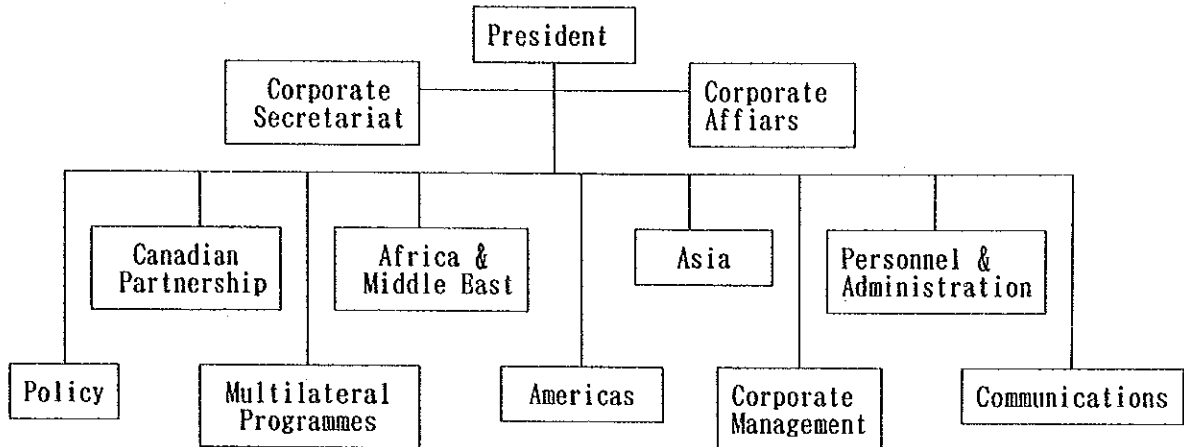 President
Corporate
Secretariat
Corporate
Affiars
Canadian
Partnership
Africa &
Middle East
Asia
Personnel &
Administration
Policy
Multilateral
Programmes
Americas
Corporate
Management
Communications